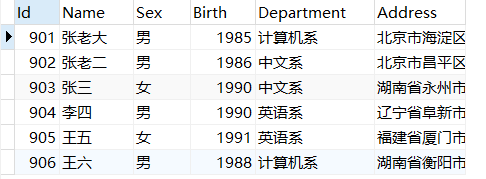 Id Name Sex Birth Department Address
901 张老大 男 1985 计算机系 北京市海淀区
902 张老二 男 1986 中文系 北京市昌平区
903 张三 女 1990 中文系 湖南省永州市
904 李四 男 1990 英语系 辽宁省阜新市
905 王五 女 1991 英语系 福建省厦门市
906 王六 男 1988 计算机系 湖南省衡阳市